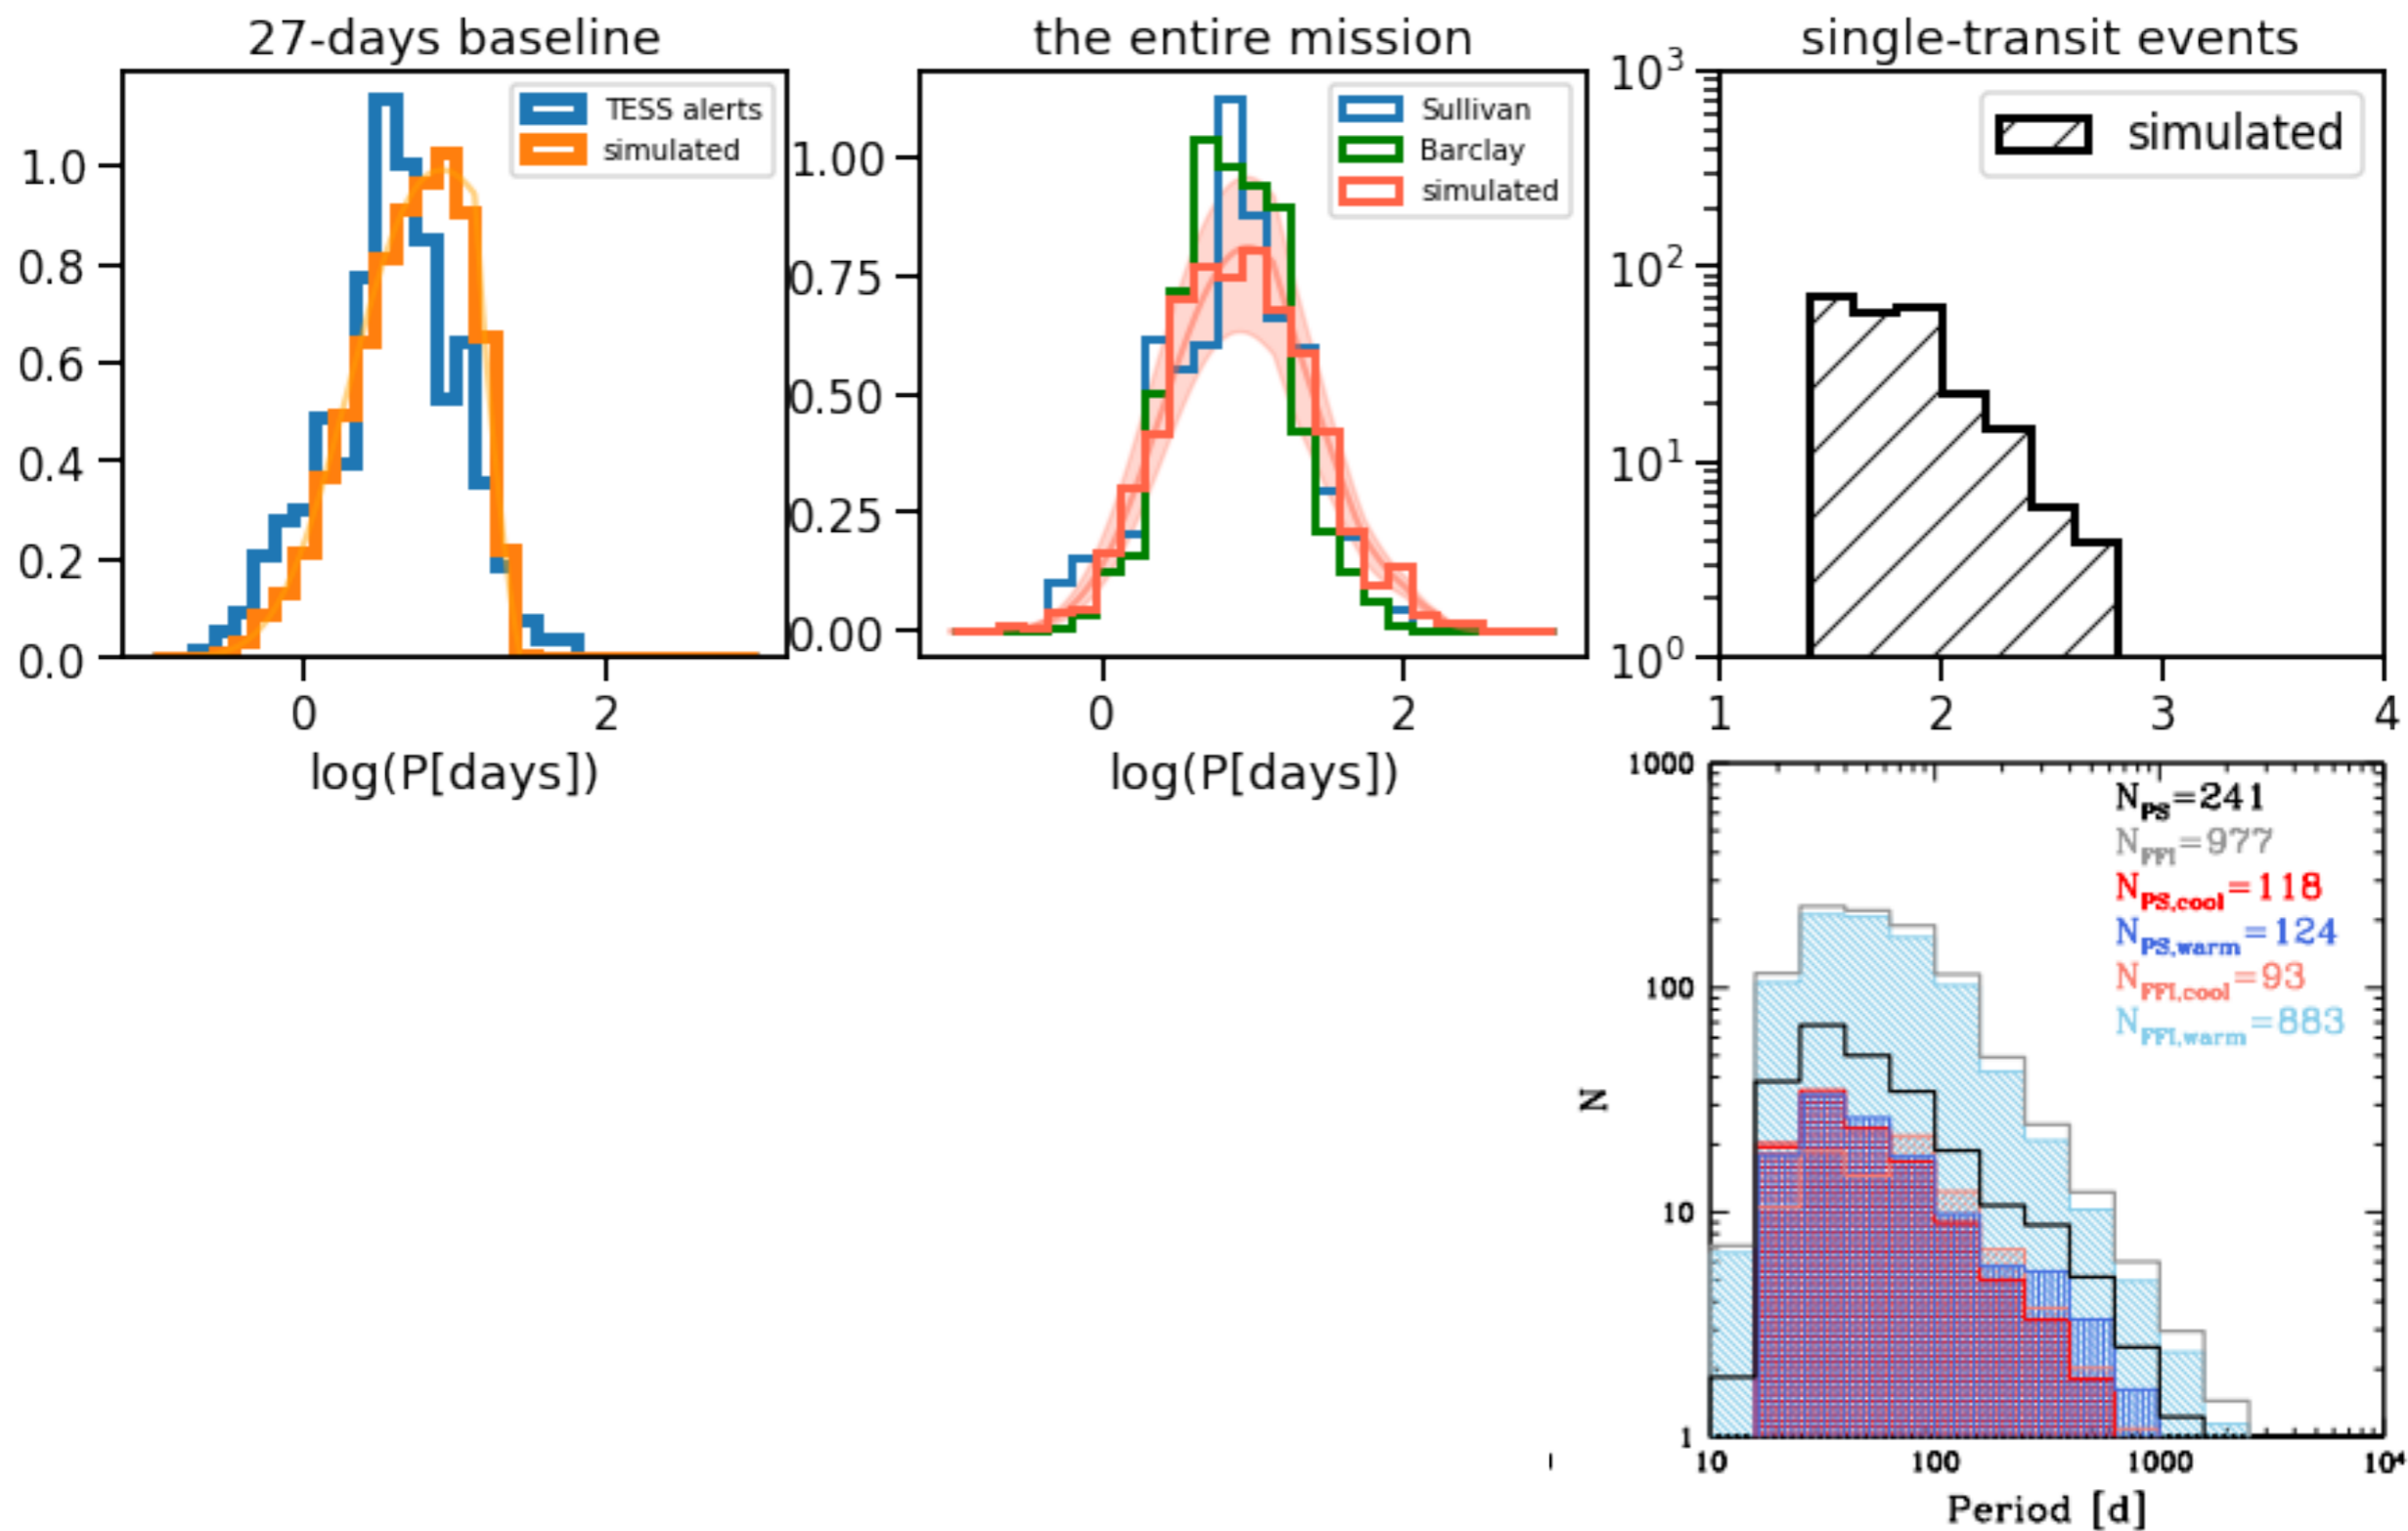 27-days baseline
TESS alerts
simulated
1.0
0.8
0.6
0.4
0.2
0.0
0
2
log(P[days])
the entire mission
Sullivan
Barclay
simulated
1.00
0.75
0.50
0.25
0.00
0
2
log(P[days])
single-transit events
simulated
10³
10²
10¹
10⁰
1
2
3
4
1000
100
10
1
N
N_PS=241
N_FFI=977
N_PS,cool=118
N_PS,warm=124
N_FFI,cool=93
N_FFI,warm=883
10
100
1000
10⁴
Period [d]